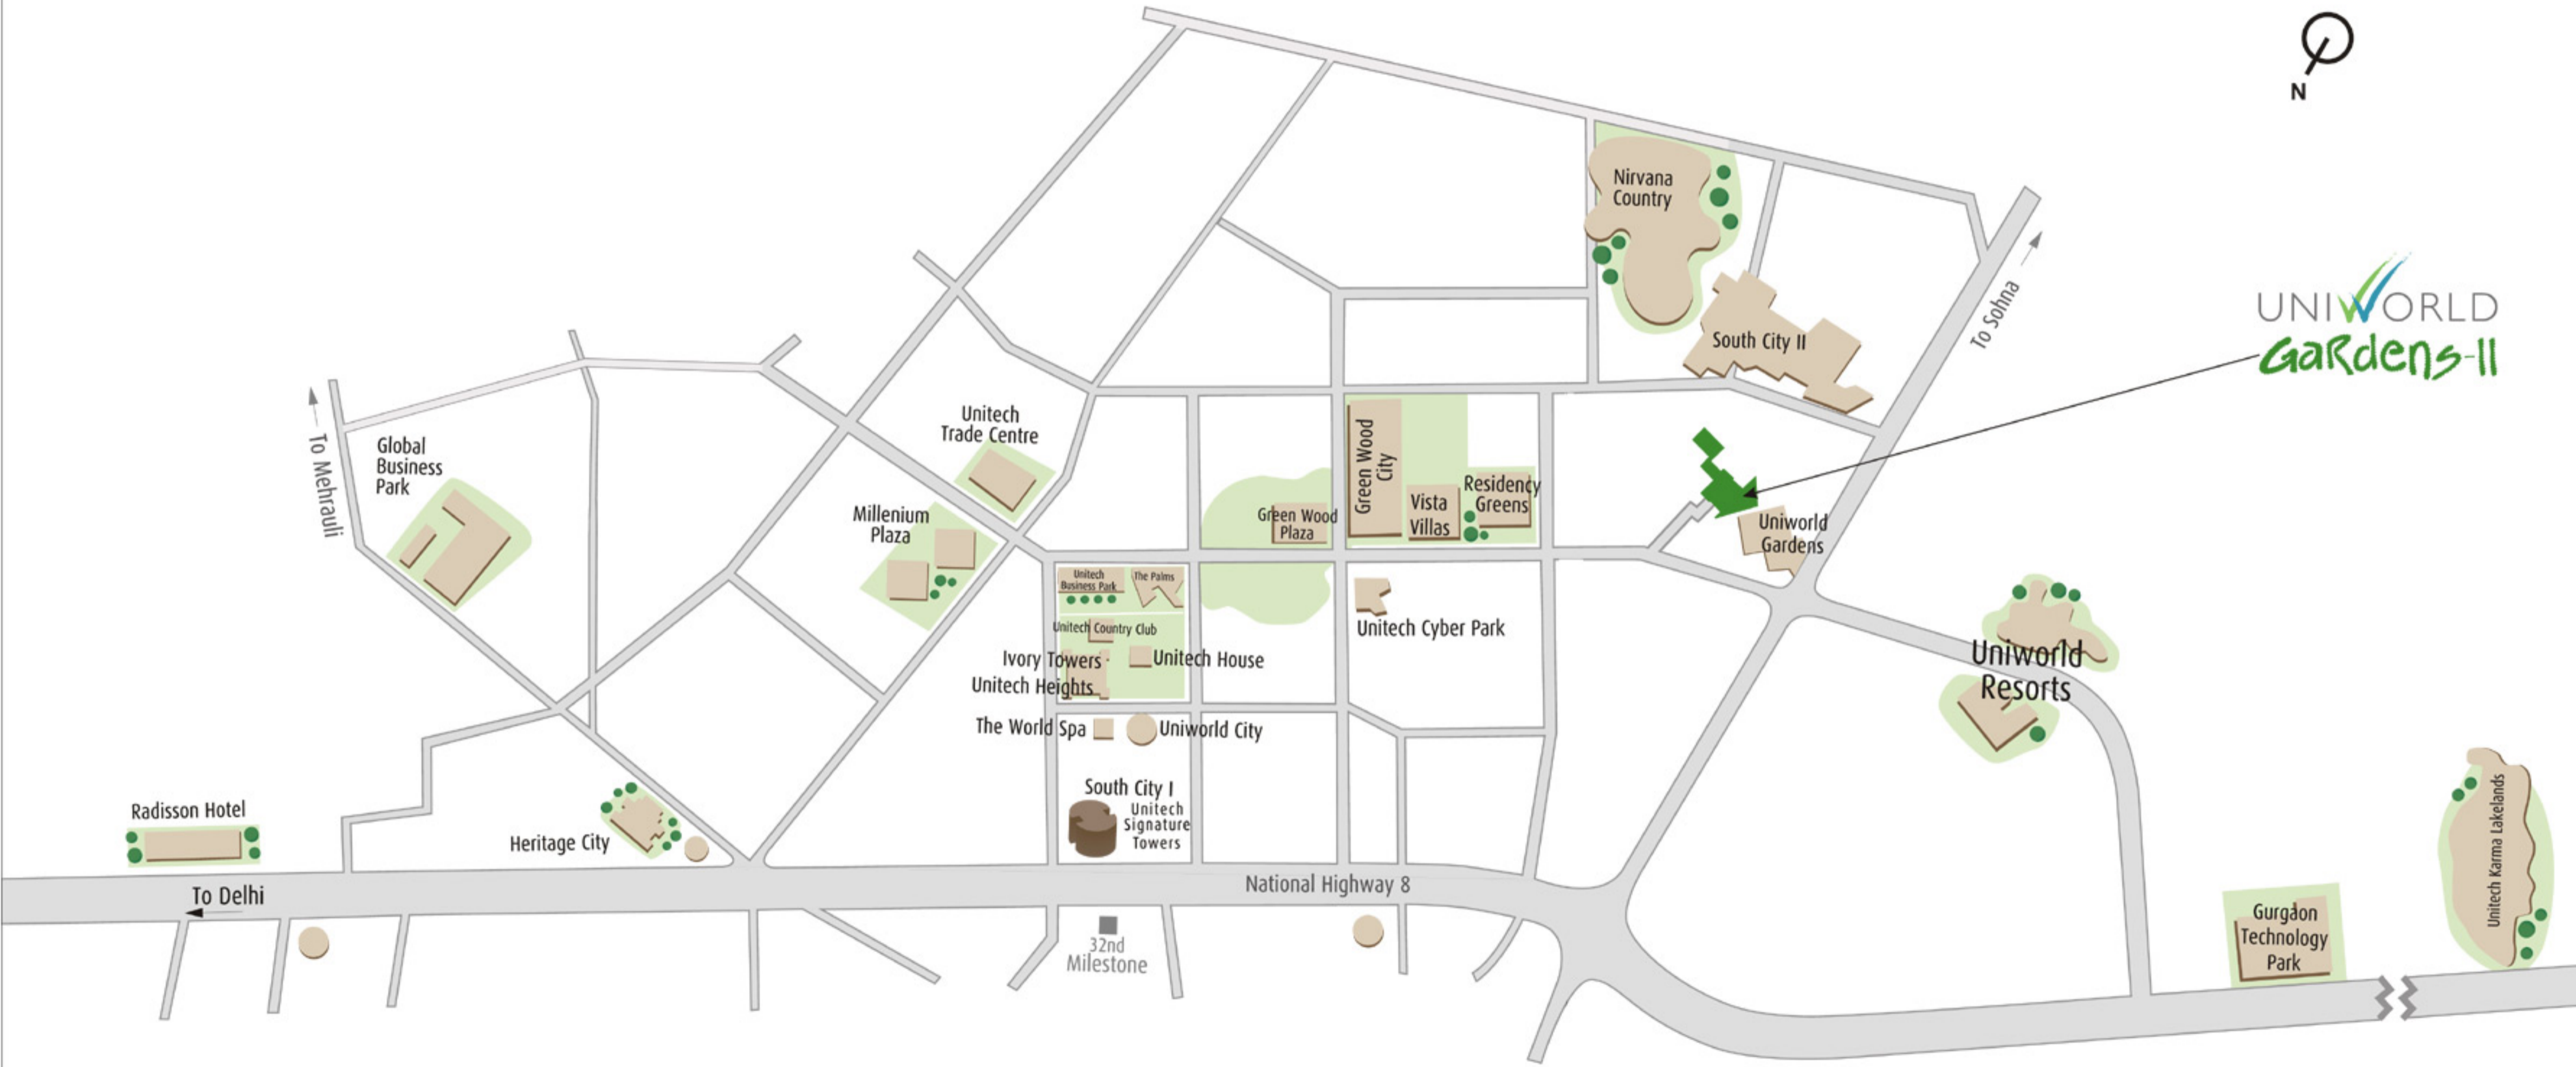 N
Nirvana
Country
UNIWORLD
GaRdens-II
To Sohna
South City II
To Mehrauli
Global
Business
Park
Unitech
Trade Centre
Millenium
Plaza
Green Wood
City
Vista
Villas
Residency
Greens
Green Wood
Plaza
Uniworld
Gardens
Unitech
Business Park
The Palms
Unitech Country Club
Unitech Cyber Park
Ivory Towers
Unitech House
Unitech Heights
Uniworld
Resorts
The World Spa
Uniworld City
South City I
Unitech
Signature
Towers
Radisson Hotel
Heritage City
Unitech Karma Lakelands
To Delhi
National Highway 8
32nd
Milestone
Gurgaon
Technology
Park